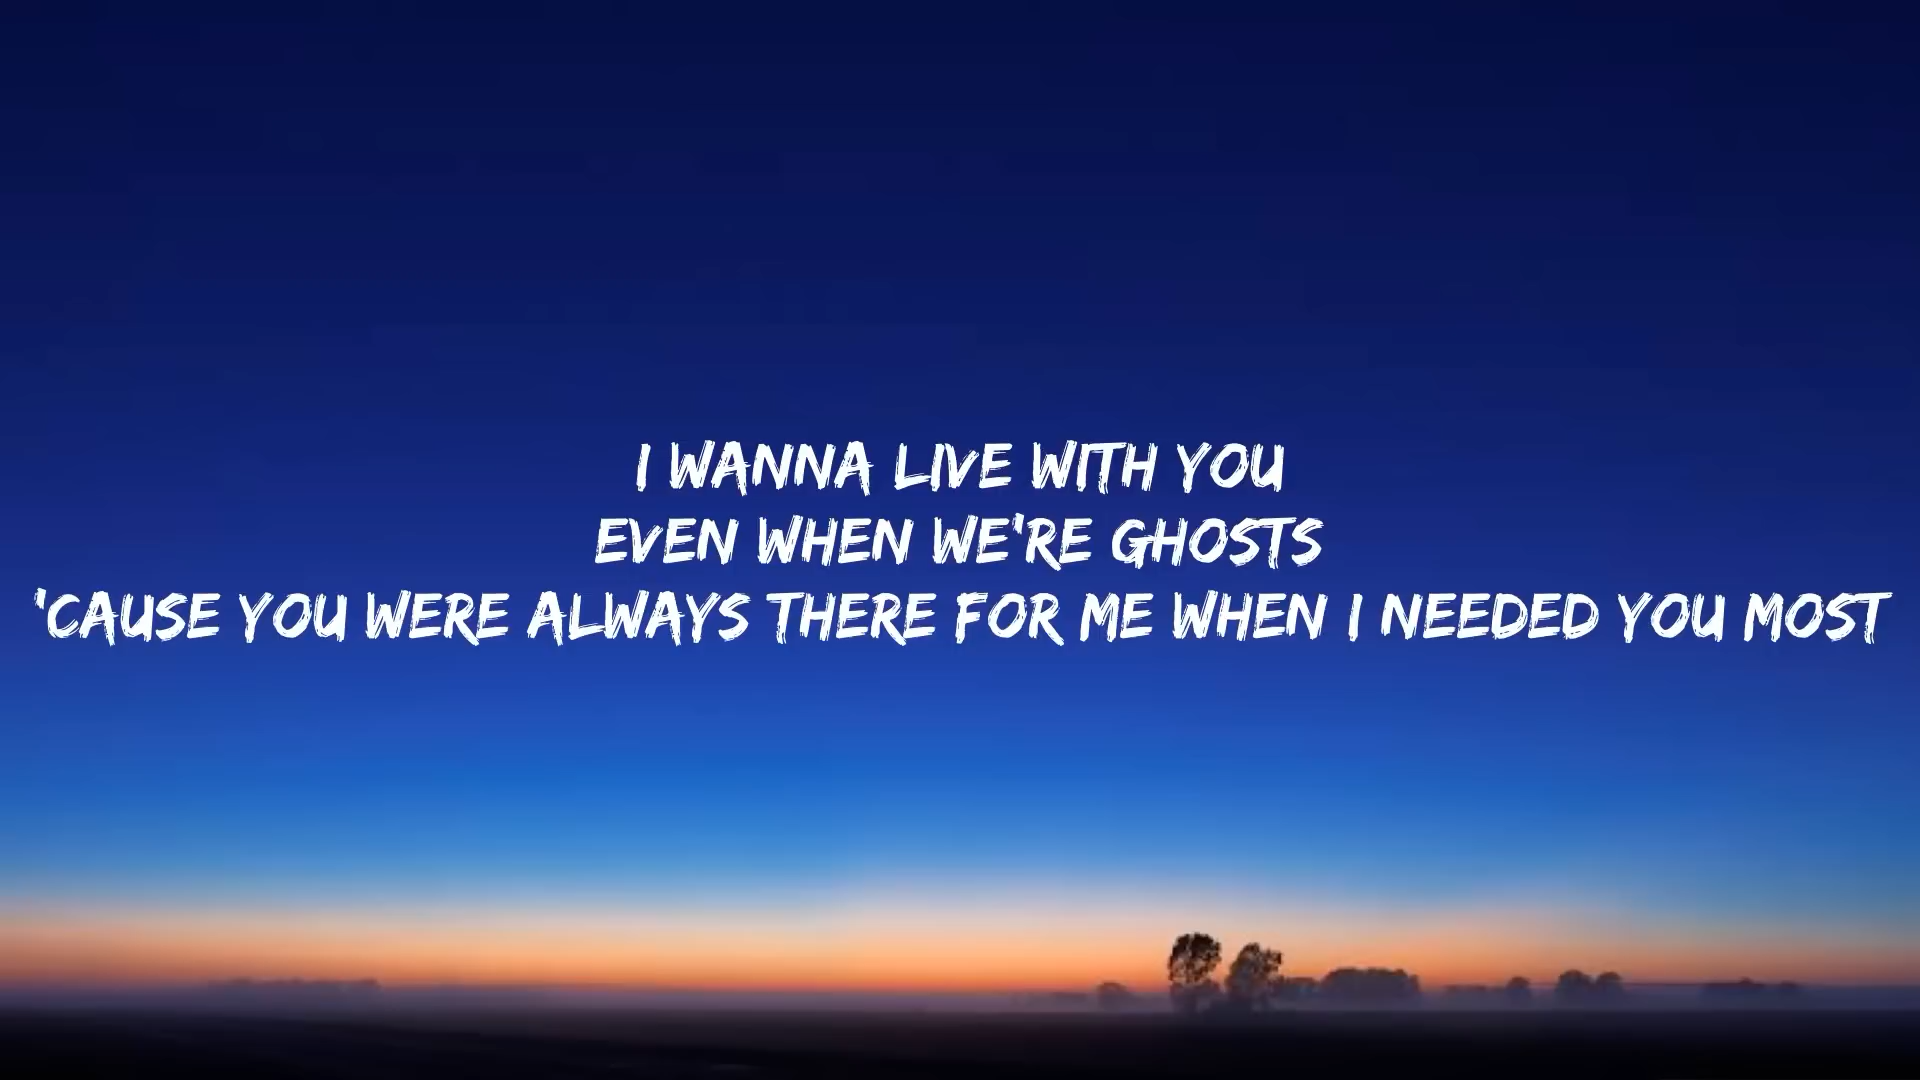 I WANNA LIVE WITH YOU
EVEN WHEN WE'RE GHOSTS
'CAUSE YOU WERE ALWAYS THERE FOR ME WHEN I NEEDED YOU MOST